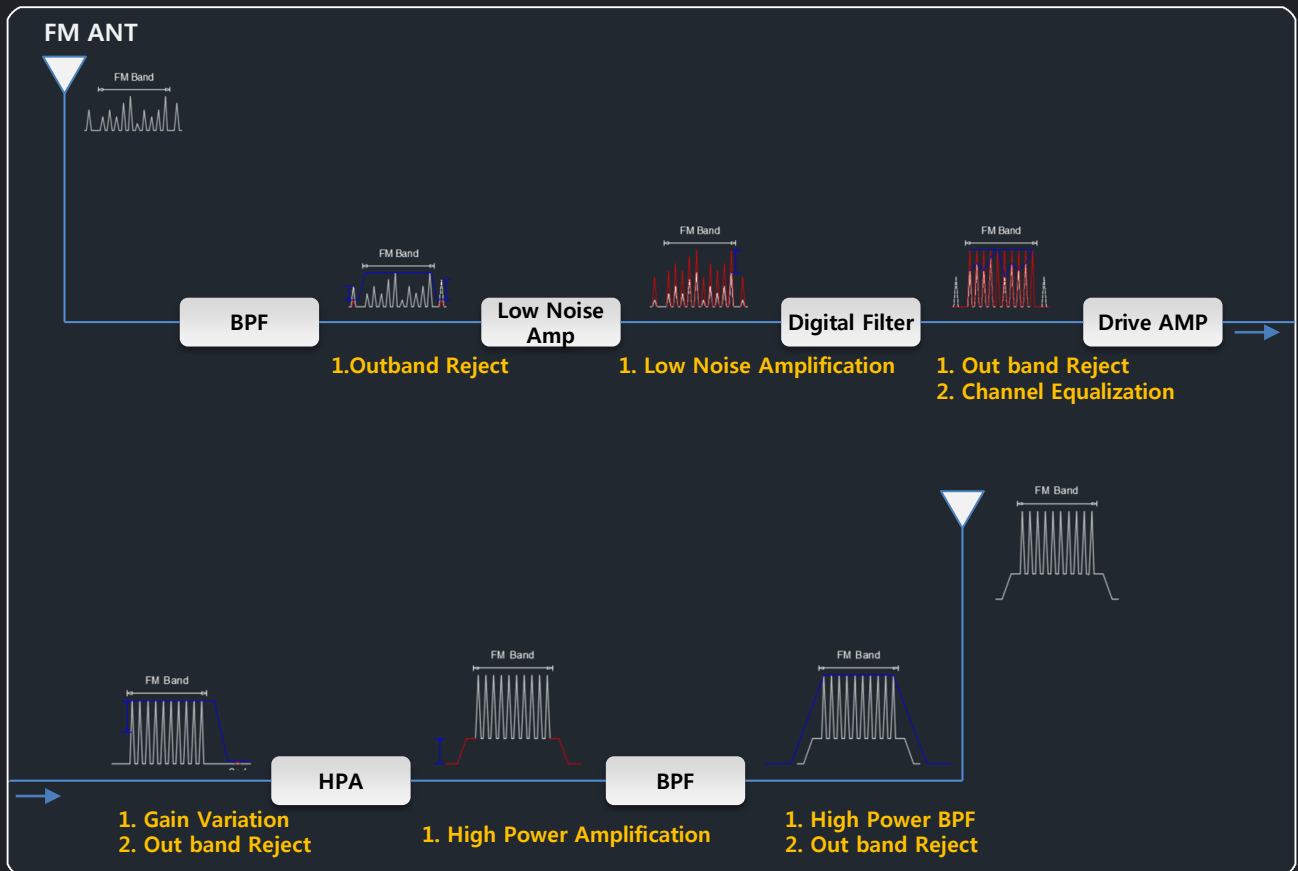 FM ANT
FM Band
FM Band
FM Band
FM Band
BPF
Low Noise
Amp
Digital Filter
Drive AMP
1.Outband Reject
1. Low Noise Amplification
1. Out band Reject
2. Channel Equalization
FM Band
FM Band
FM Band
FM Band
HPA
BPF
1. Gain Variation
2. Out band Reject
1. High Power Amplification
1. High Power BPF
2. Out band Reject